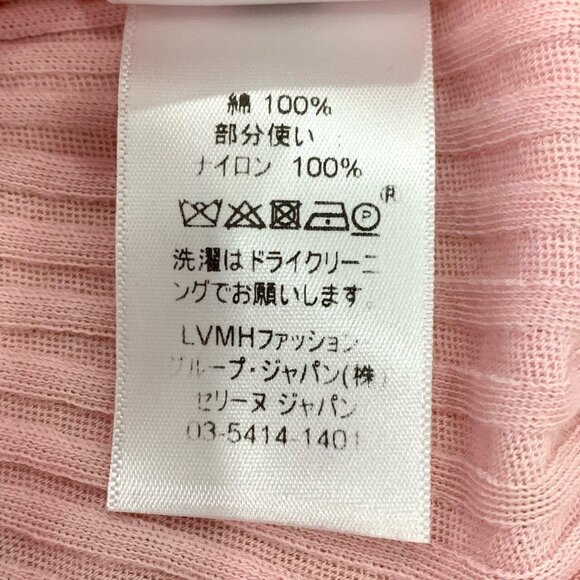 綿 100%
部分使い
ナイロン 100%
P
®
洗濯はドライクリーニ
ングでお願いします。
LVMHファッション
グループ・ジャパン(株)
セリーヌ ジャパン
03-5414-1401